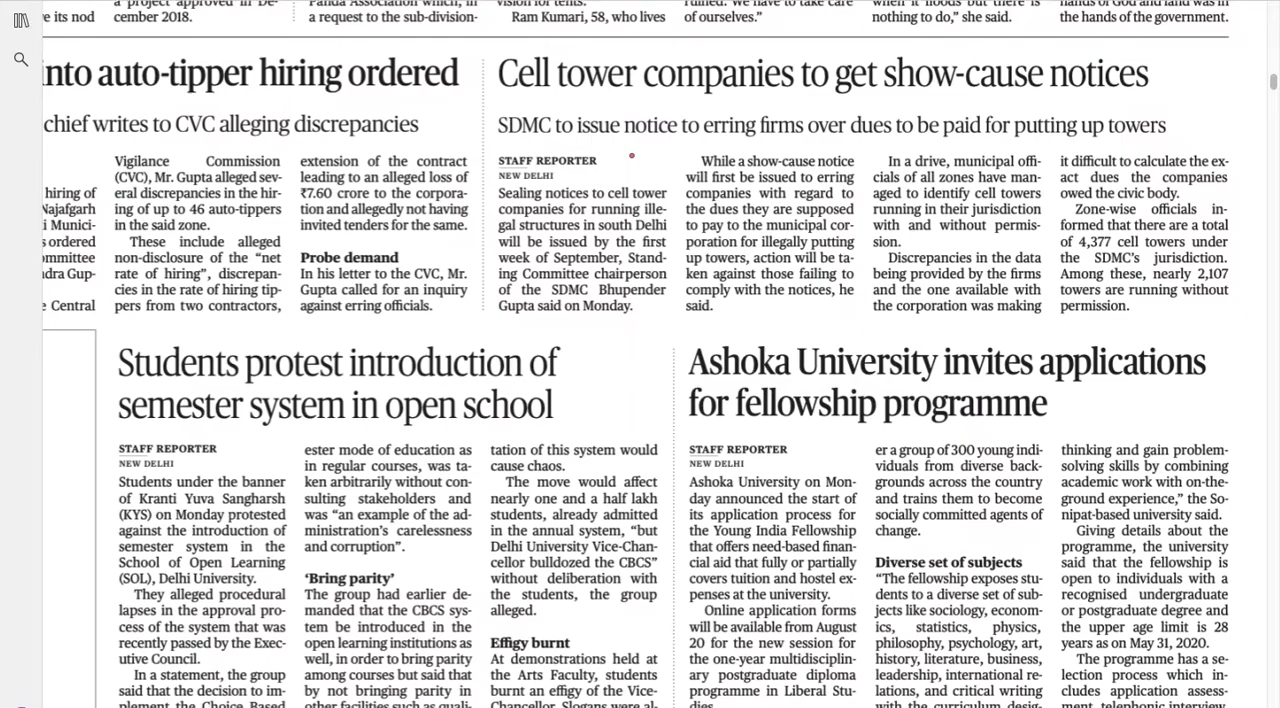 a project approved in De-
re its nod
cember 2018.
Panda Association which, in
a request to the sub-division-
vision for tents.
Ram Kumari, 58, who lives
ruined. We have to take care
of ourselves.”
when it floods but there is
nothing to do,” she said.
hands of God and land was in
the hands of the government.
into auto-tipper hiring ordered
chief writes to CVC alleging discrepancies
hiring of
Najafgarh
i Munici-
s ordered
ommittee
dra Gup-
e Central
Vigilance Commission
(CVC), Mr. Gupta alleged sev-
eral discrepancies in the hir-
ing of up to 46 auto-tippers
in the said zone.
These include alleged
non-disclosure of the “net
rate of hiring”, discrepan-
cies in the rate of hiring tip-
pers from two contractors,
extension of the contract
leading to an alleged loss of
₹7.60 crore to the corpora-
tion and allegedly not having
invited tenders for the same.
Probe demand
In his letter to the CVC, Mr.
Gupta called for an inquiry
against erring officials.
Cell tower companies to get show-cause notices
SDMC to issue notice to erring firms over dues to be paid for putting up towers
STAFF REPORTER
NEW DELHI
Sealing notices to cell tower
companies for running ille-
gal structures in south Delhi
will be issued by the first
week of September, Stand-
ing Committee chairperson
of the SDMC Bhupender
Gupta said on Monday.
While a show-cause notice
will first be issued to erring
companies with regard to
the dues they are supposed
to pay to the municipal cor-
poration for illegally putting
up towers, action will be ta-
ken against those failing to
comply with the notices, he
said.
In a drive, municipal offi-
cials of all zones have man-
aged to identify cell towers
running in their jurisdiction
with and without permis-
sion.
Discrepancies in the data
being provided by the firms
and the one available with
the corporation was making
it difficult to calculate the ex-
act dues the companies
owed the civic body.
Zone-wise officials in-
formed that there are a total
of 4,377 cell towers under
the SDMC’s jurisdiction.
Among these, nearly 2,107
towers are running without
permission.
Students protest introduction of
semester system in open school
STAFF REPORTER
NEW DELHI
Students under the banner
of Kranti Yuva Sangharsh
(KYS) on Monday protested
against the introduction of
semester system in the
School of Open Learning
(SOL), Delhi University.
They alleged procedural
lapses in the approval pro-
cess of the system that was
recently passed by the Exec-
utive Council.
In a statement, the group
said that the decision to im-
plement the Choice Based
ester mode of education as
in regular courses, was ta-
ken arbitrarily without con-
sulting stakeholders and
was “an example of the ad-
ministration’s carelessness
and corruption”.
‘Bring parity’
The group had earlier de-
manded that the CBCS sys-
tem be introduced in the
open learning institutions as
well, in order to bring parity
among courses but said that
by not bringing parity in
other facilities such as quali-
tation of this system would
cause chaos.
The move would affect
nearly one and a half lakh
students, already admitted
in the annual system, “but
Delhi University Vice-Chan-
cellor bulldozed the CBCS”
without deliberation with
the students, the group
alleged.
Effigy burnt
At demonstrations held at
the Arts Faculty, students
burnt an effigy of the Vice-
Chancellor. Slogans were al-
Ashoka University invites applications
for fellowship programme
STAFF REPORTER
NEW DELHI
Ashoka University on Mon-
day announced the start of
its application process for
the Young India Fellowship
that offers need-based finan-
cial aid that fully or partially
covers tuition and hostel ex-
penses at the university.
Online application forms
will be available from August
20 for the new session for
the one-year multidisciplin-
ary postgraduate diploma
programme in Liberal Stu-
dies.
er a group of 300 young indi-
viduals from diverse back-
grounds across the country
and trains them to become
socially committed agents of
change.
Diverse set of subjects
“The fellowship exposes stu-
dents to a diverse set of sub-
jects like sociology, econom-
ics, statistics, physics,
philosophy, psychology, art,
history, literature, business,
leadership, international re-
lations, and critical writing
with the curriculum desig-
thinking and gain problem-
solving skills by combining
academic work with on-the-
ground experience,” the So-
nipat-based university said.
Giving details about the
programme, the university
said that the fellowship is
open to individuals with a
recognised undergraduate
or postgraduate degree and
the upper age limit is 28
years as on May 31, 2020.
The programme has a se-
lection process which in-
cludes application assess-
ment, telephonic interview,